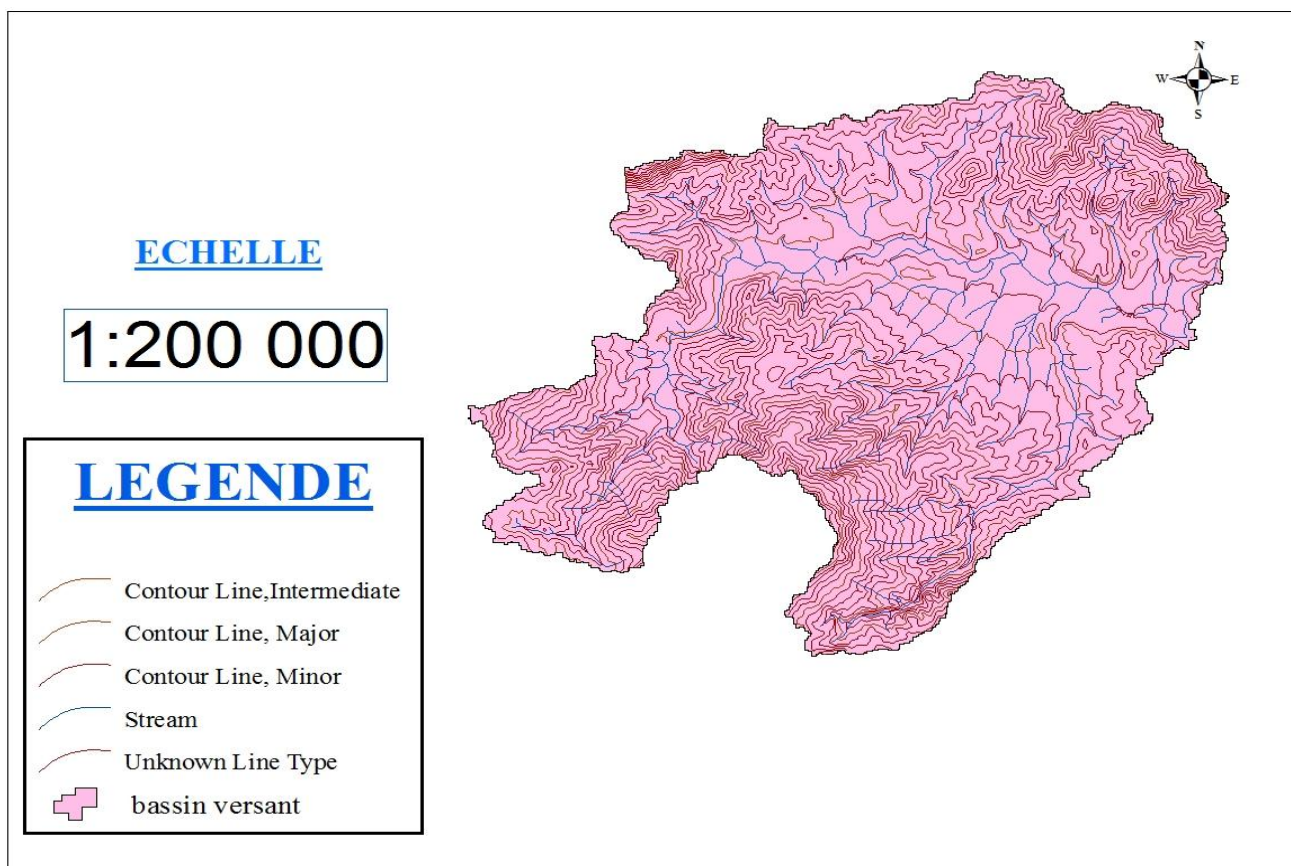 N
W E
S
ECHELLE
1:200 000
LEGENDE
Contour Line,Intermediate
Contour Line, Major
Contour Line, Minor
Stream
Unknown Line Type
bassin versant